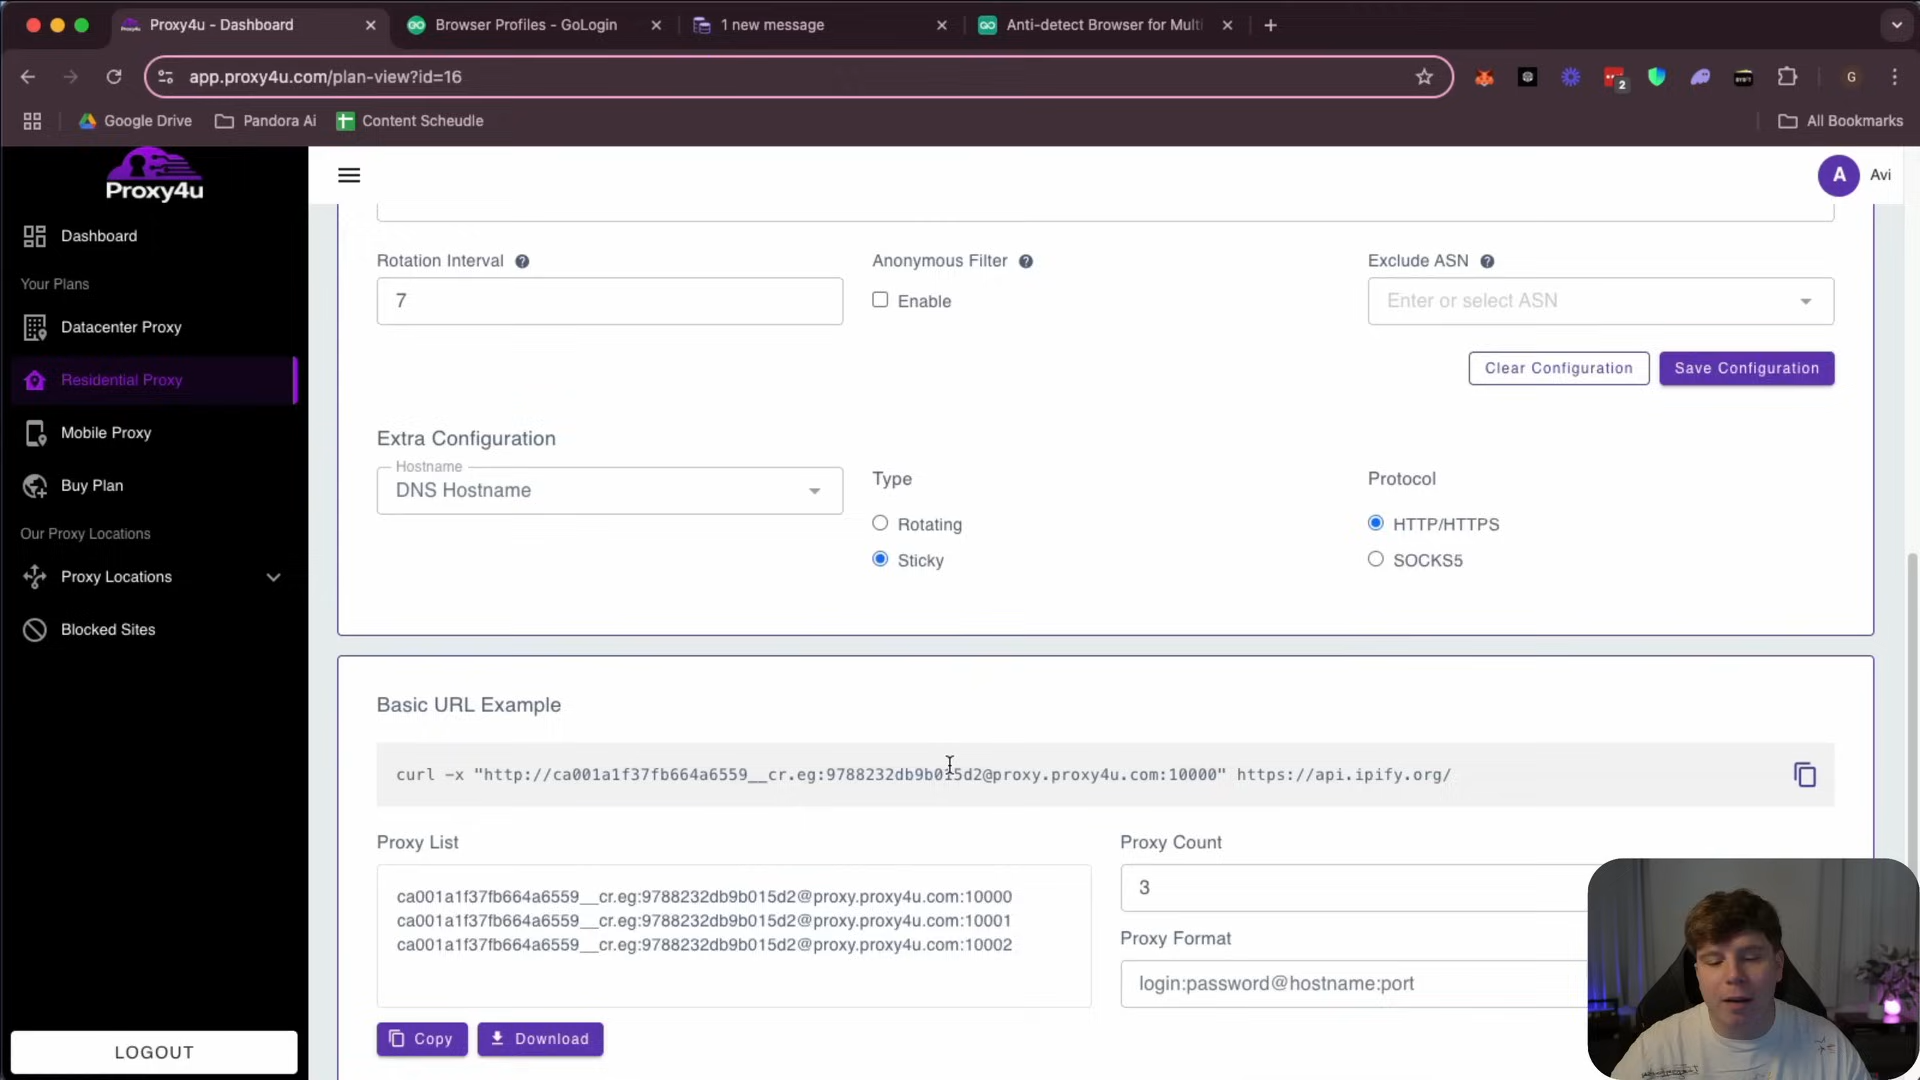 Proxy4u - Dashboard
Browser Profiles - GoLogin
1 new message
Anti-detect Browser for Multi
app.proxy4u.com/plan-view?id=16
2
G
Google Drive
Pandora Ai
Content Scheudle
All Bookmarks
Proxy4u
A
Avi
Dashboard
Your Plans
Datacenter Proxy
Residential Proxy
Mobile Proxy
Buy Plan
Our Proxy Locations
Proxy Locations
Blocked Sites
LOGOUT
Rotation Interval
7
Anonymous Filter
Enable
Exclude ASN
Enter or select ASN
Clear Configuration
Save Configuration
Extra Configuration
Hostname
DNS Hostname
Type
Rotating
Sticky
Protocol
HTTP/HTTPS
SOCKS5
Basic URL Example
curl -x "http://ca001a1f37fb664a6559__cr.eg:9788232db9b015d2@proxy.proxy4u.com:10000" https://api.ipify.org/
Proxy List
ca001a1f37fb664a6559__cr.eg:9788232db9b015d2@proxy.proxy4u.com:10000
ca001a1f37fb664a6559__cr.eg:9788232db9b015d2@proxy.proxy4u.com:10001
ca001a1f37fb664a6559__cr.eg:9788232db9b015d2@proxy.proxy4u.com:10002
Copy
Download
Proxy Count
3
Proxy Format
login:password@hostname:port